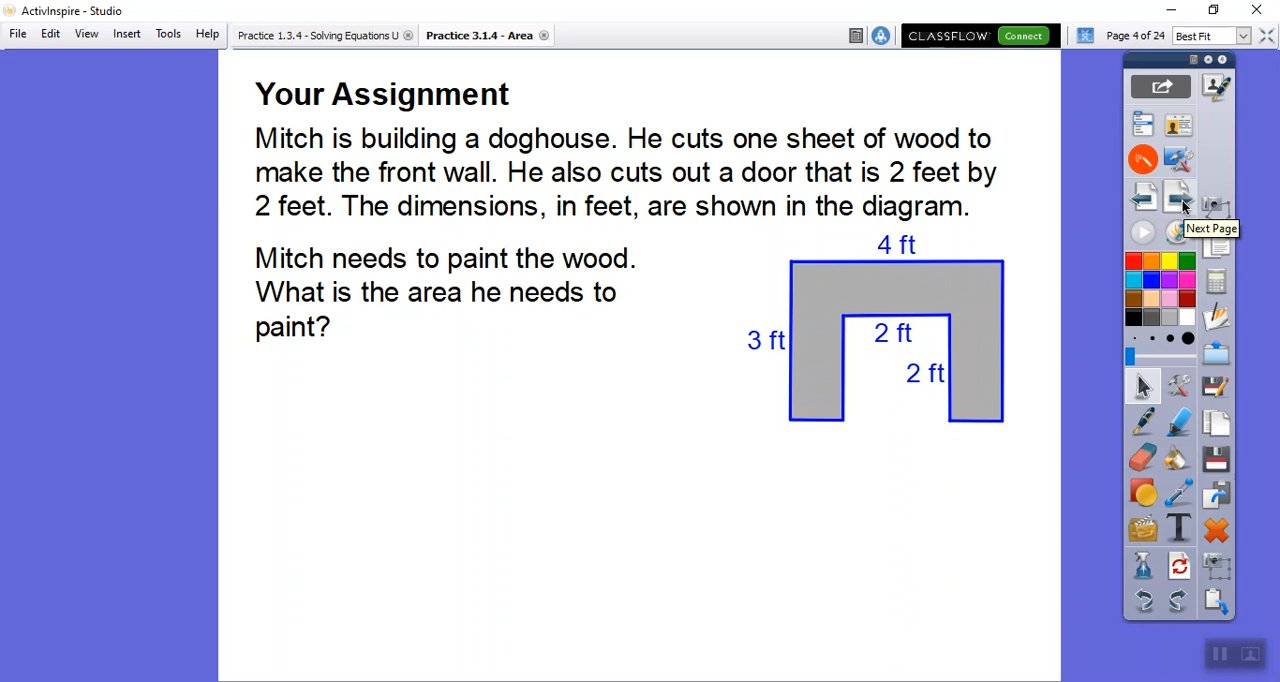 ActivInspire - Studio
File Edit View Insert Tools Help
Practice 1.3.4 - Solving Equations U
Practice 3.1.4 - Area
CLASSFLOW Connect
Page 4 of 24
Best Fit
Your Assignment
Mitch is building a doghouse. He cuts one sheet of wood to
make the front wall. He also cuts out a door that is 2 feet by
2 feet. The dimensions, in feet, are shown in the diagram.
Mitch needs to paint the wood.
What is the area he needs to
paint?
4 ft
3 ft
2 ft
2 ft
Next Page
T